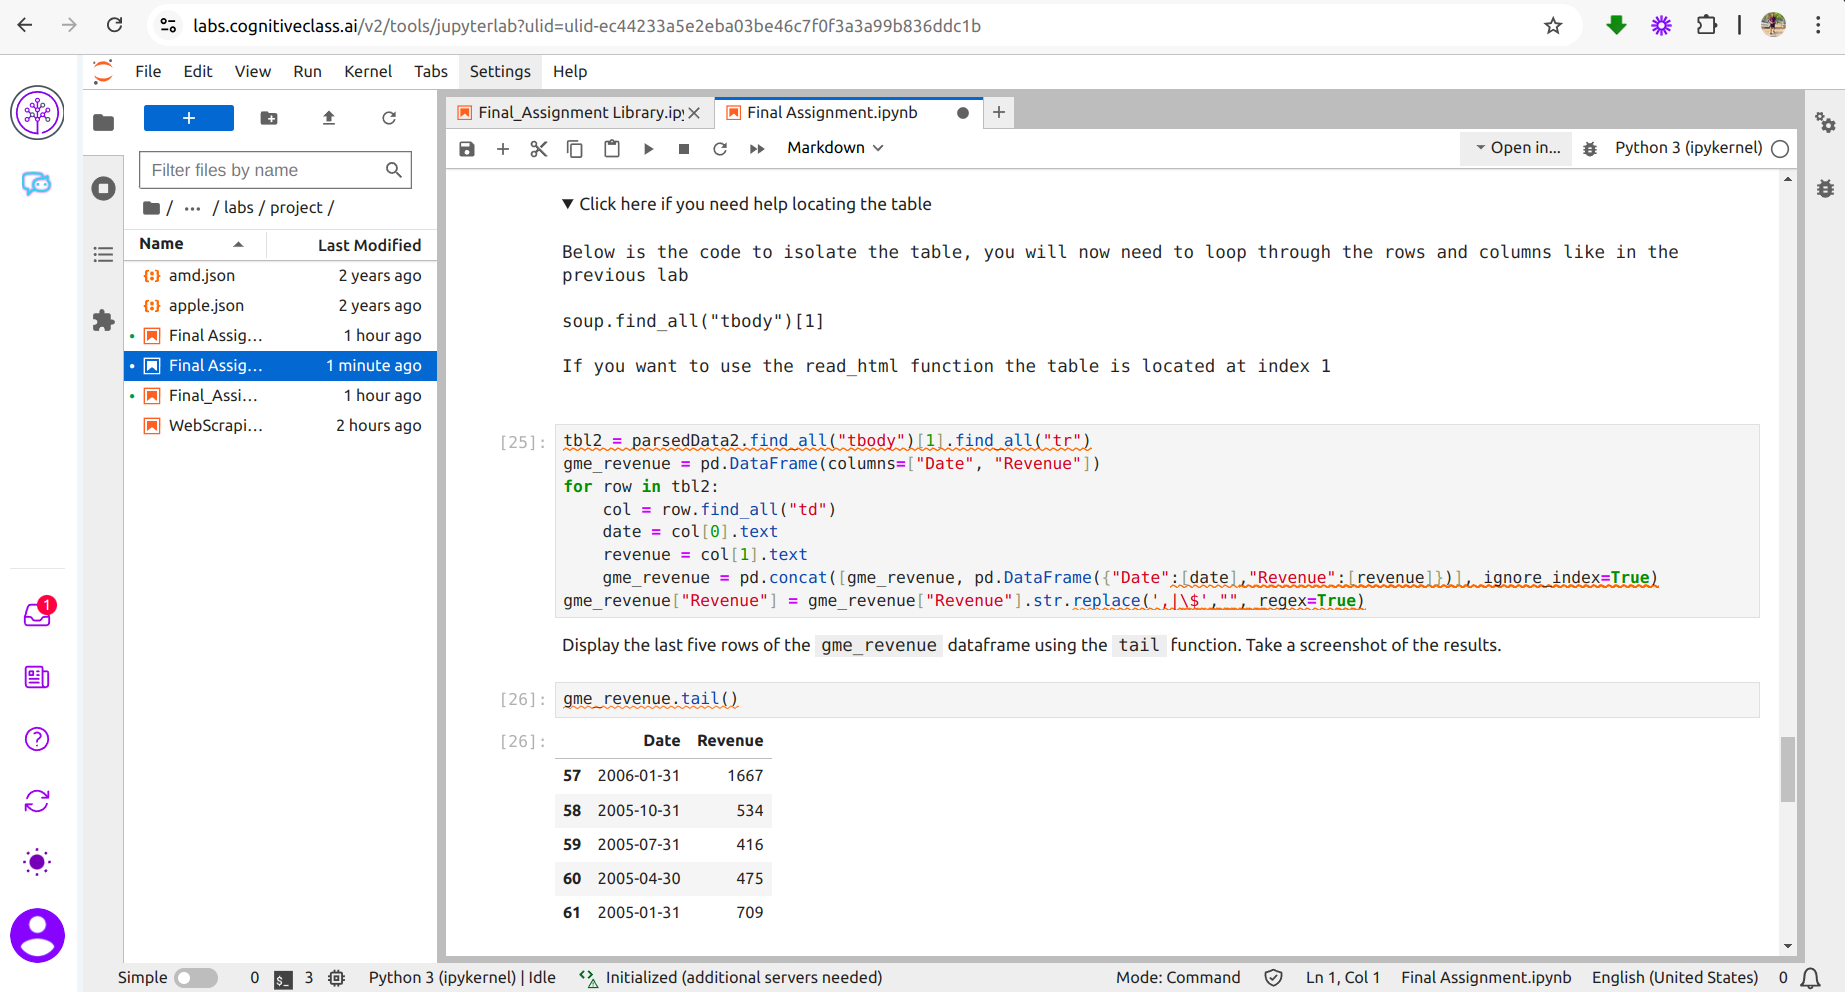 labs.cognitiveclass.ai/v2/tools/jupyterlab?ulid=ulid-ec44233a5e2eba03be46c7f0f3a3a99b836ddc1b
File Edit View Run Kernel Tabs Settings Help
Final_Assignment Library.ipy
Final Assignment.ipynb
Markdown
Open in...
Python 3 (ipykernel)
Filter files by name
/ ... / labs / project /
Name Last Modified
amd.json 2 years ago
apple.json 2 years ago
Final Assig... 1 hour ago
Final Assig... 1 minute ago
Final_Assi... 1 hour ago
WebScrapi... 2 hours ago
1
Click here if you need help locating the table
Below is the code to isolate the table, you will now need to loop through the rows and columns like in the
previous lab
soup.find_all("tbody")[1]
If you want to use the read_html function the table is located at index 1
[25]: tbl2 = parsedData2.find_all("tbody")[1].find_all("tr")
gme_revenue = pd.DataFrame(columns=["Date", "Revenue"])
for row in tbl2:
    col = row.find_all("td")
    date = col[0].text
    revenue = col[1].text
    gme_revenue = pd.concat([gme_revenue, pd.DataFrame({"Date":[date],"Revenue":[revenue]})], ignore_index=True)
gme_revenue["Revenue"] = gme_revenue["Revenue"].str.replace(',|\$',"", regex=True)
Display the last five rows of the gme_revenue dataframe using the tail function. Take a screenshot of the results.
[26]: gme_revenue.tail()
[26]: Date Revenue
57 2006-01-31 1667
58 2005-10-31 534
59 2005-07-31 416
60 2005-04-30 475
61 2005-01-31 709
Simple 0 $_ 3 Python 3 (ipykernel) | Idle Initialized (additional servers needed) Mode: Command Ln 1, Col 1 Final Assignment.ipynb English (United States) 0